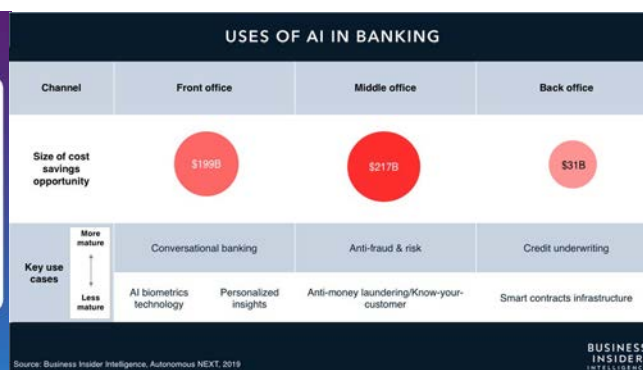 USES OF AI IN BANKING
Channel
Front office
Middle office
Back office
Size of cost
savings
opportunity
$199B
$217B
$31B
Key use
cases
More
mature
Less
mature
Conversational banking
Anti-fraud & risk
Credit underwriting
AI biometrics
technology
Personalized
insights
Anti-money laundering/Know-your-
customer
Smart contracts infrastructure
Source: Business Insider Intelligence, Autonomous NEXT, 2019
BUSINESS
INSIDER
INTELLIGENCE